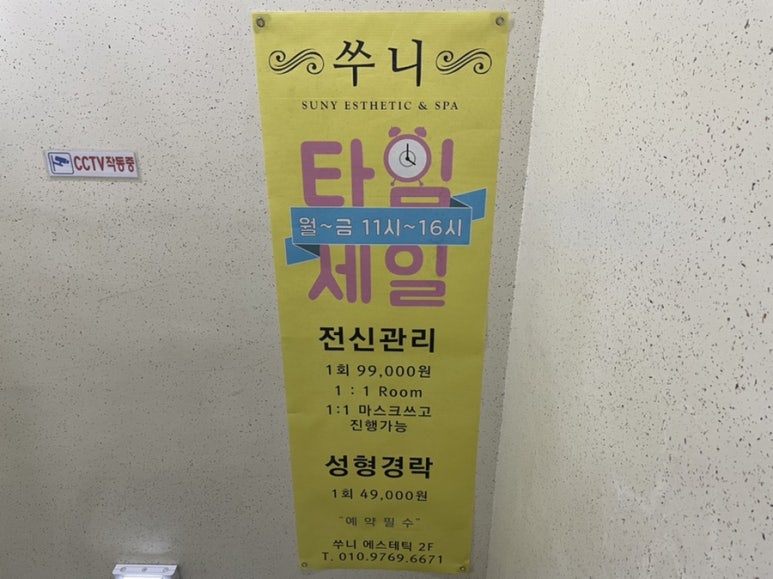 쑤니
SUNY ESTHETIC & SPA
타임
월~금 11시~16시
세일
전신관리
1회 99,000원
1 : 1 Room
1:1 마스크쓰고
진행가능
성형경락
1회 49,000원
"예약필수"
쑤니 에스테틱 2F
T. 010.9769.6671
CCTV작동중